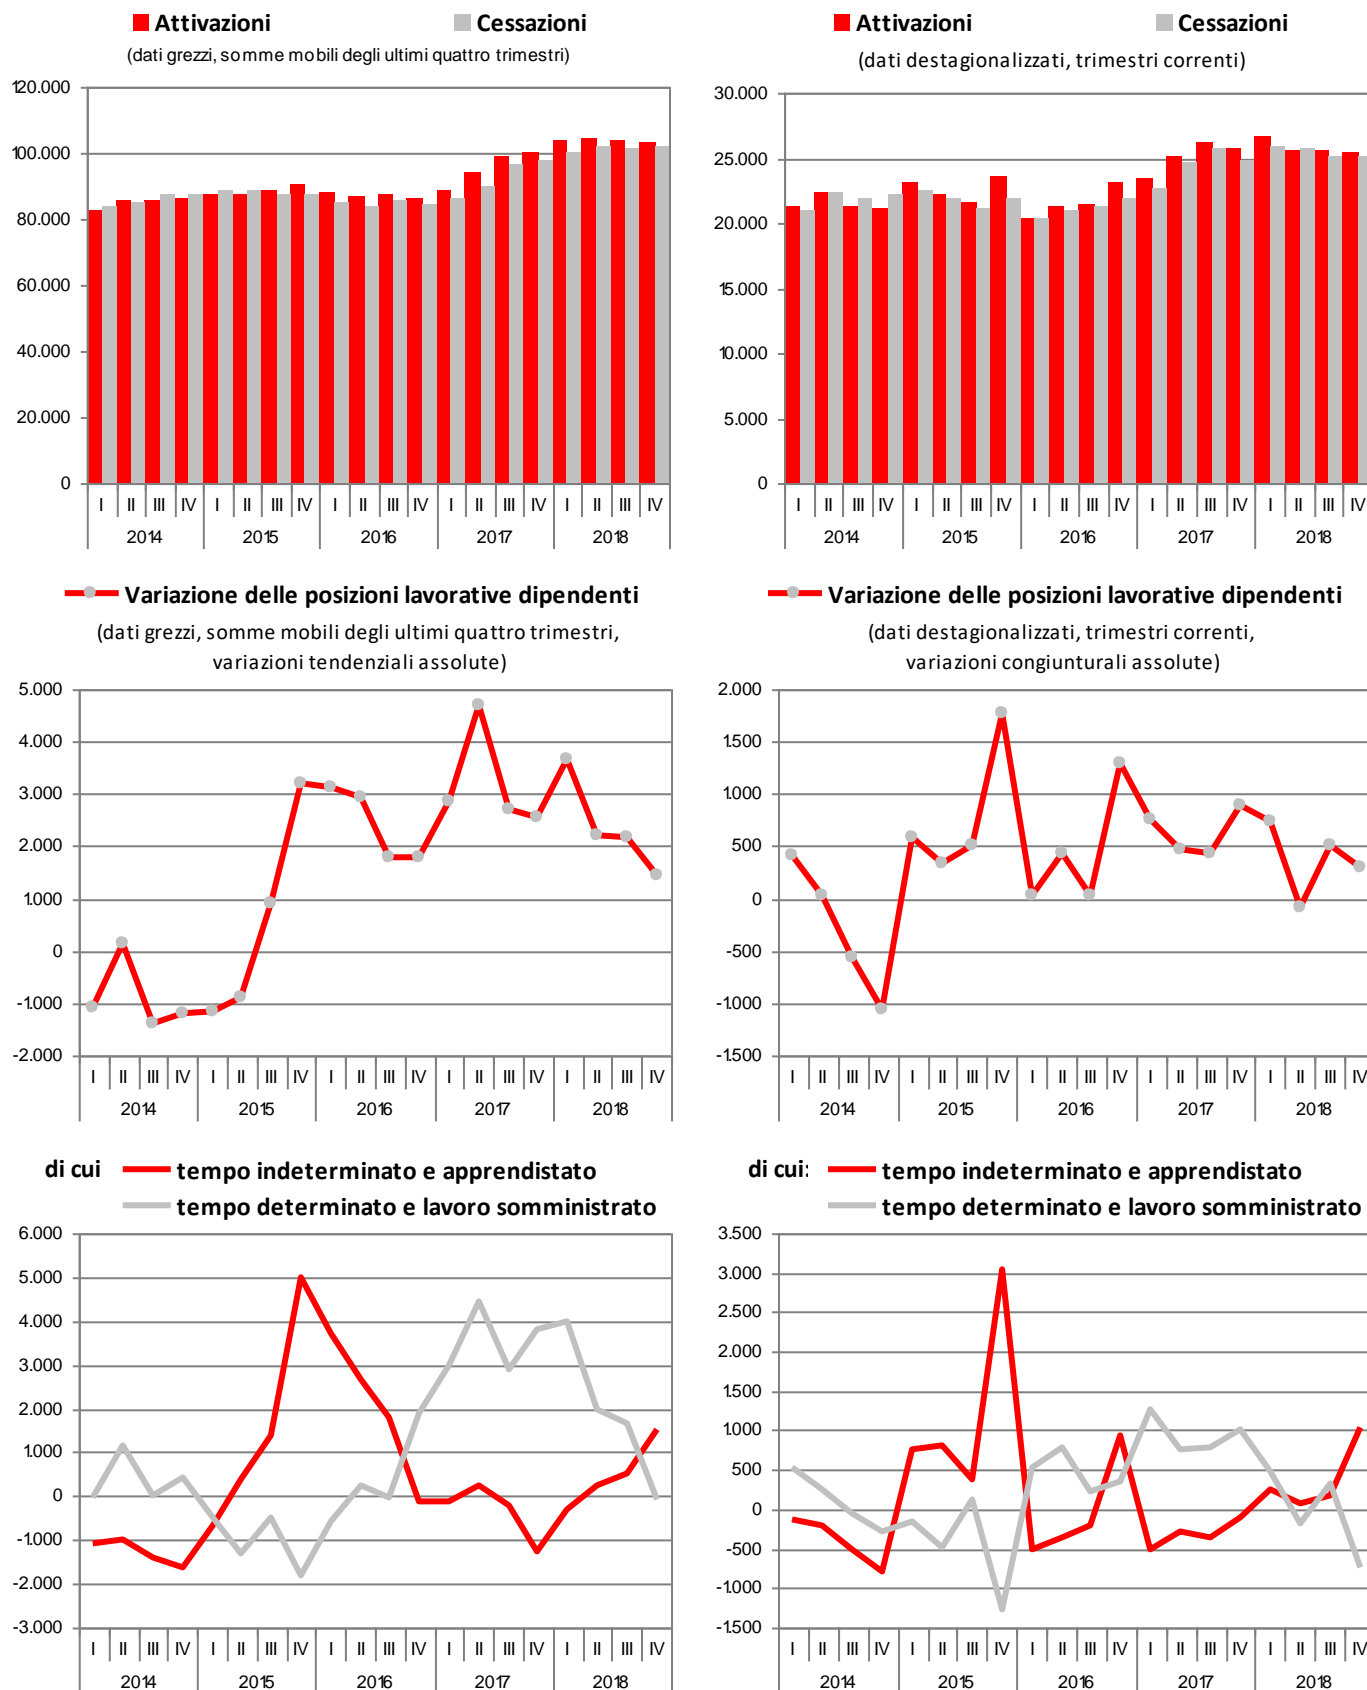 Attivazioni Cessazioni
(dati grezzi, somme mobili degli ultimi quattro trimestri)
120.000
100.000
80.000
60.000
40.000
20.000
0
I II III IV I II III IV I II III IV I II III IV I II III IV
2014 2015 2016 2017 2018
Attivazioni Cessazioni
(dati destagionalizzati, trimestri correnti)
30.000
25.000
20.000
15.000
10.000
5.000
0
I II III IV I II III IV I II III IV I II III IV I II III IV
2014 2015 2016 2017 2018
Variazione delle posizioni lavorative dipendenti
(dati grezzi, somme mobili degli ultimi quattro trimestri,
variazioni tendenziali assolute)
5.000
4.000
3.000
2.000
1000
0
-1000
-2.000
I II III IV I II III IV I II III IV I II III IV I II III IV
2014 2015 2016 2017 2018
Variazione delle posizioni lavorative dipendenti
(dati destagionalizzati, trimestri correnti,
variazioni congiunturali assolute)
2.000
1500
1000
500
0
-500
-1000
-1.500
I II III IV I II III IV I II III IV I II III IV I II III IV
2014 2015 2016 2017 2018
di cui tempo indeterminato e apprendistato
tempo determinato e lavoro somministrato
6.000
5.000
4.000
3.000
2.000
1000
0
-1000
-2.000
-3.000
I II III IV I II III IV I II III IV I II III IV I II III IV
2014 2015 2016 2017 2018
di cui: tempo indeterminato e apprendistato
tempo determinato e lavoro somministrato
3.500
3.000
2.500
2.000
1500
1000
500
0
-500
-1000
-1.500
I II III IV I II III IV I II III IV I II III IV I II III IV
2014 2015 2016 2017 2018